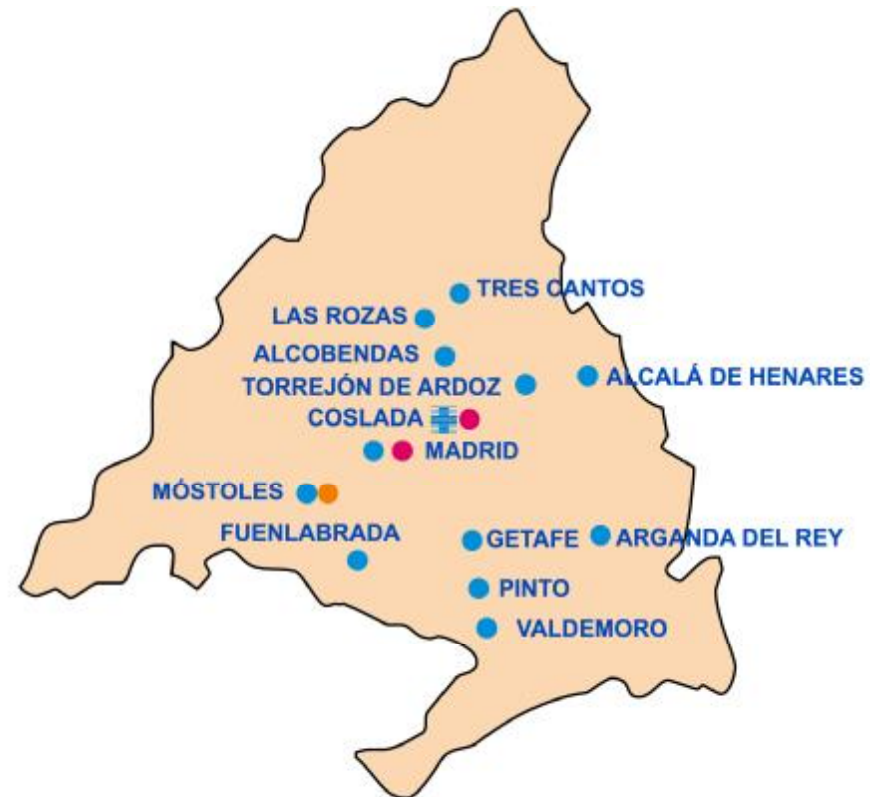 TRES CANTOS
LAS ROZAS
ALCOBENDAS
TORREJÓN DE ARDOZ
ALCALÁ DE HENARES
COSLADA
MADRID
MÓSTOLES
FUENLABRADA
GETAFE
ARGANDA DEL REY
PINTO
VALDEMORO